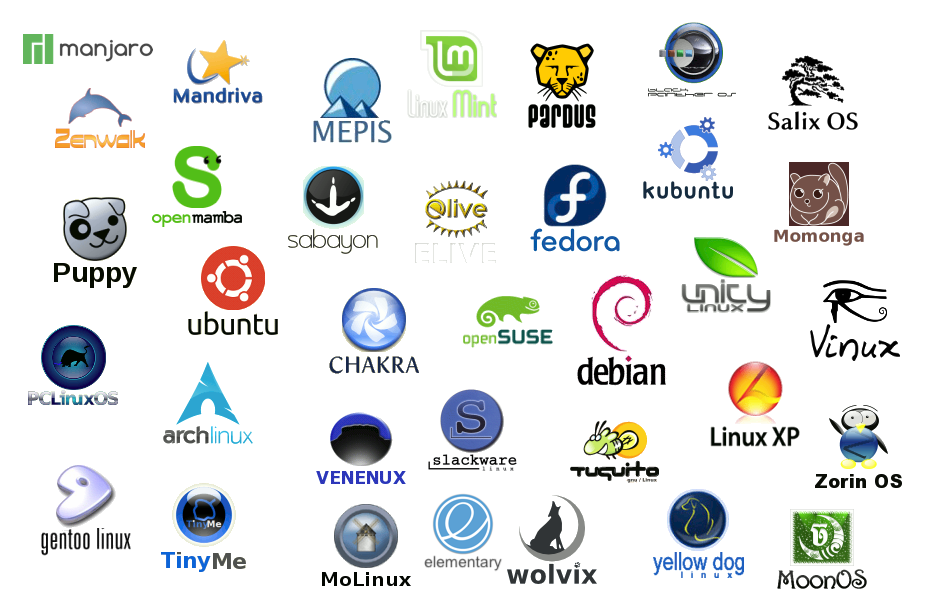 manjaro
Mandriva
MEPIS
Linux Mint
PARDUS
BLACK
PANTHER OS
Salix OS
Zenwalk
openmamba
sabayon
elive
ELIVE
fedora
kubuntu
Momonga
Puppy
ubuntu
CHAKRA
openSUSE
debian
UNITY
LINUX
Vinux
PCLinuxOS
archlinux
VENENUX
S
slackware
linux
TUQUITO
gnu / Linux
Linux XP
Zorin OS
gentoo linux
TinyMe
TinyMe
MoLinux
elementary
wolvix
yellow dog
linux
MoonOS